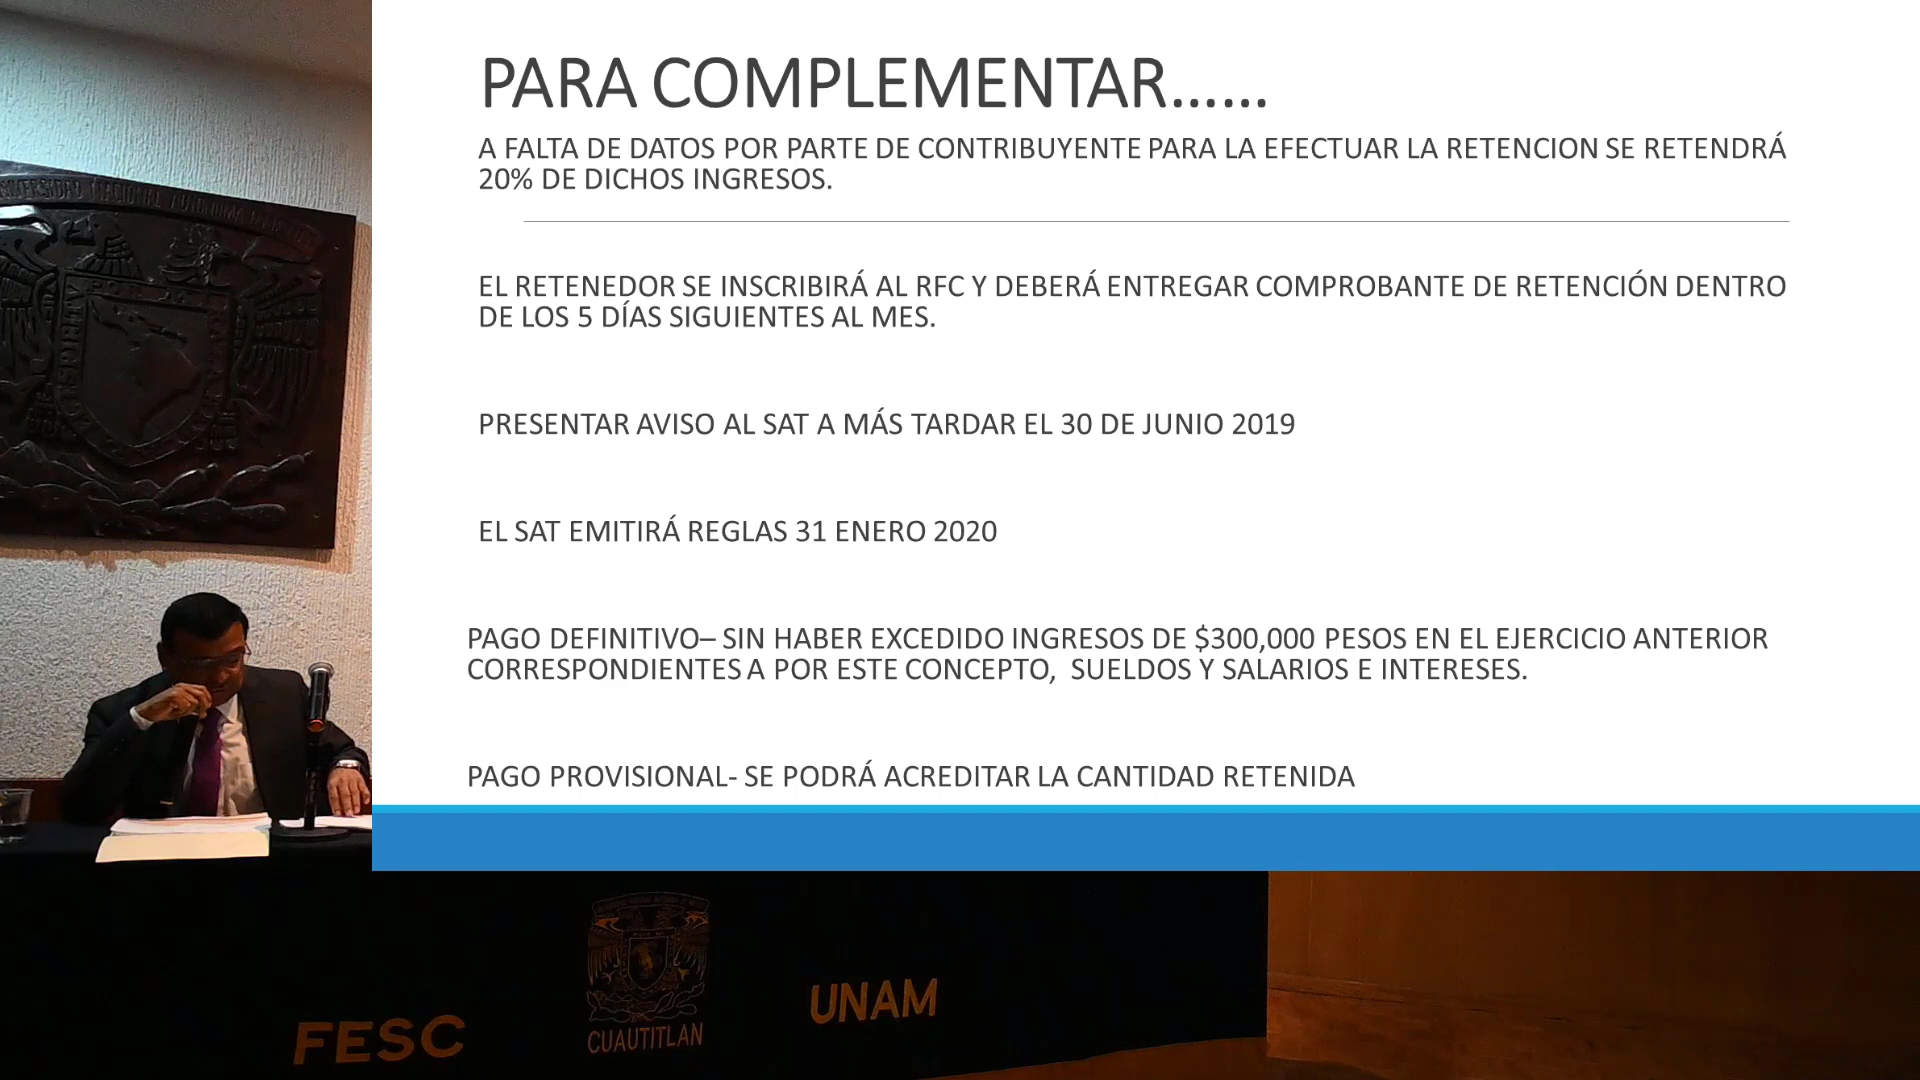 PARA COMPLEMENTAR......
A FALTA DE DATOS POR PARTE DE CONTRIBUYENTE PARA LA EFECTUAR LA RETENCION SE RETENDRÁ
20% DE DICHOS INGRESOS.
EL RETENEDOR SE INSCRIBIRÁ AL RFC Y DEBERÁ ENTREGAR COMPROBANTE DE RETENCIÓN DENTRO
DE LOS 5 DÍAS SIGUIENTES AL MES.
PRESENTAR AVISO AL SAT A MÁS TARDAR EL 30 DE JUNIO 2019
EL SAT EMITIRÁ REGLAS 31 ENERO 2020
PAGO DEFINITIVO– SIN HABER EXCEDIDO INGRESOS DE $300,000 PESOS EN EL EJERCICIO ANTERIOR
CORRESPONDIENTES A POR ESTE CONCEPTO, SUELDOS Y SALARIOS E INTERESES.
PAGO PROVISIONAL- SE PODRÁ ACREDITAR LA CANTIDAD RETENIDA
FESC
CUAUTITLAN
UNAM